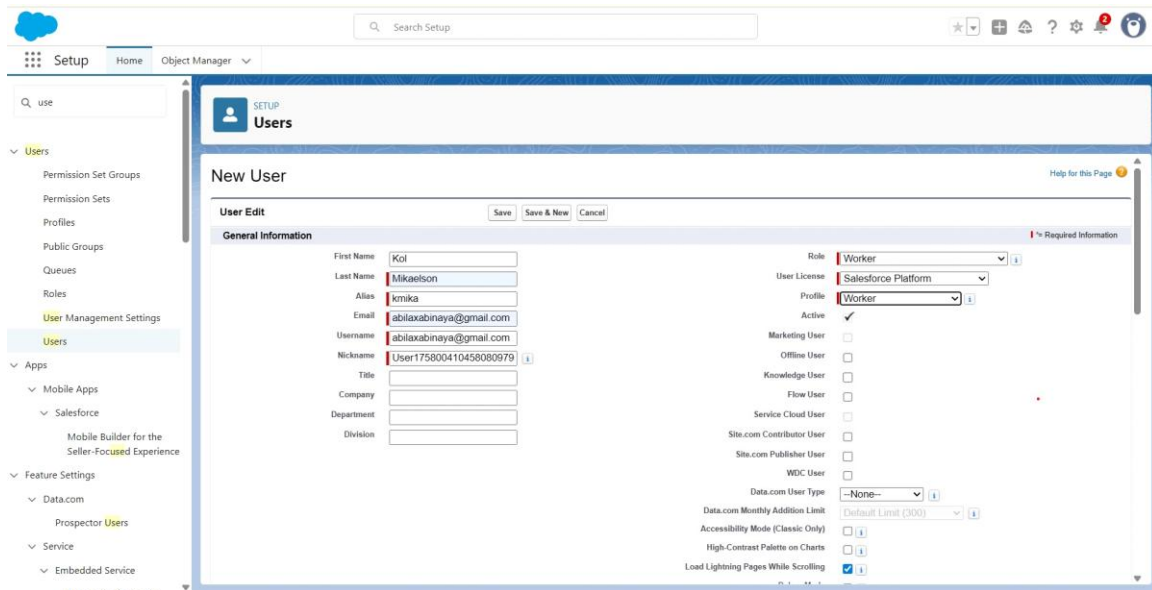 Search Setup
2
Setup
Home
Object Manager
use
Users
Permission Set Groups
Permission Sets
Profiles
Public Groups
Queues
Roles
User Management Settings
Users
Apps
Mobile Apps
Salesforce
Mobile Builder for the
Seller-Focused Experience
Feature Settings
Data.com
Prospector Users
Service
Embedded Service
SETUP
Users
New User
Help for this Page ?
User Edit
Save Save & New Cancel
General Information
= Required Information
First Name Kol
Last Name Mikaelson
Alias kmika
Email abilaxabinaya@gmail.com
Username abilaxabinaya@gmail.com
Nickname User175800410458080979 i
Title
Company
Department
Division
Role Worker i
User License Salesforce Platform
Profile Worker i
Active
Marketing User
Offline User
Knowledge User
Flow User
Service Cloud User
Site.com Contributor User
Site.com Publisher User
WDC User
Data.com User Type --None-- i
Data.com Monthly Addition Limit Default Limit (300) i
Accessibility Mode (Classic Only) i
High-Contrast Palette on Charts i
Load Lightning Pages While Scrolling i